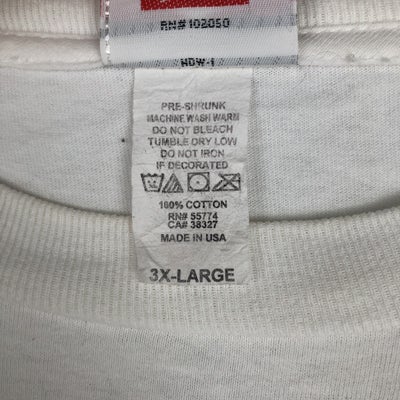 RN# 102050
NDW-1
PRE-SHRUNK
MACHINE WASH WARM
DO NOT BLEACH
TUMBLE DRY LOW
DO NOT IRON
IF DECORATED
100% COTTON
RN# 55774
CA# 38327
MADE IN USA
3X-LARGE